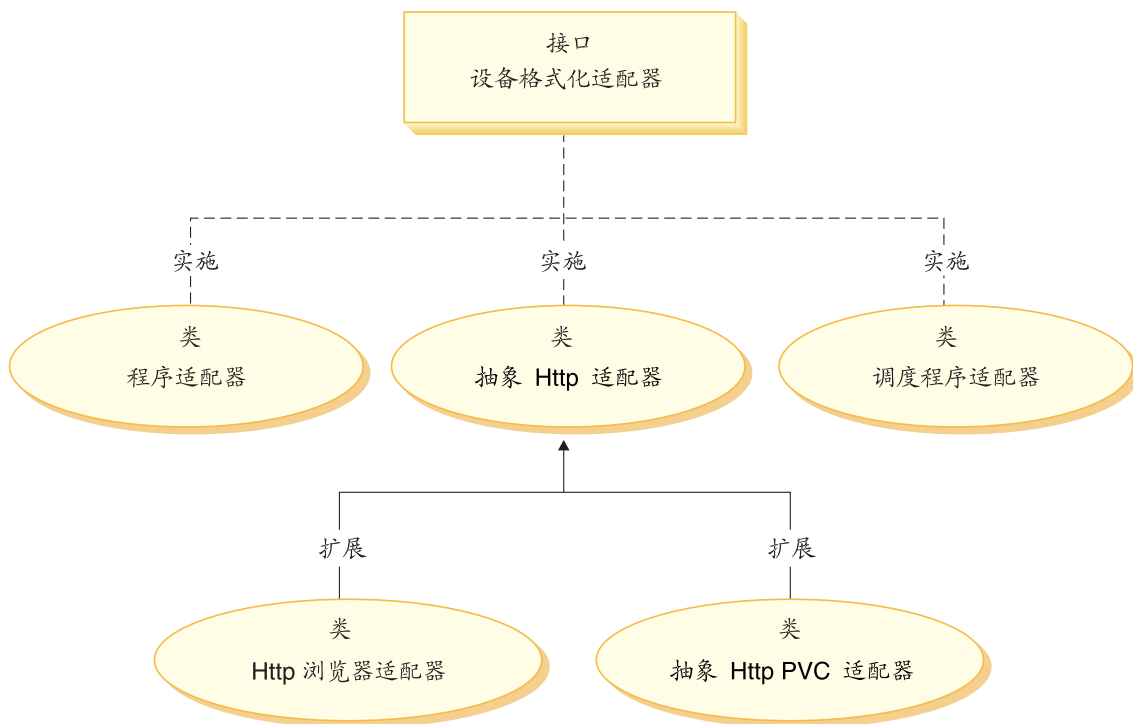 接口
设备格式化适配器
实施
实施
实施
类
程序适配器
类
抽象 Http 适配器
类
调度程序适配器
扩展
扩展
类
Http 浏览器适配器
类
抽象 Http PVC 适配器